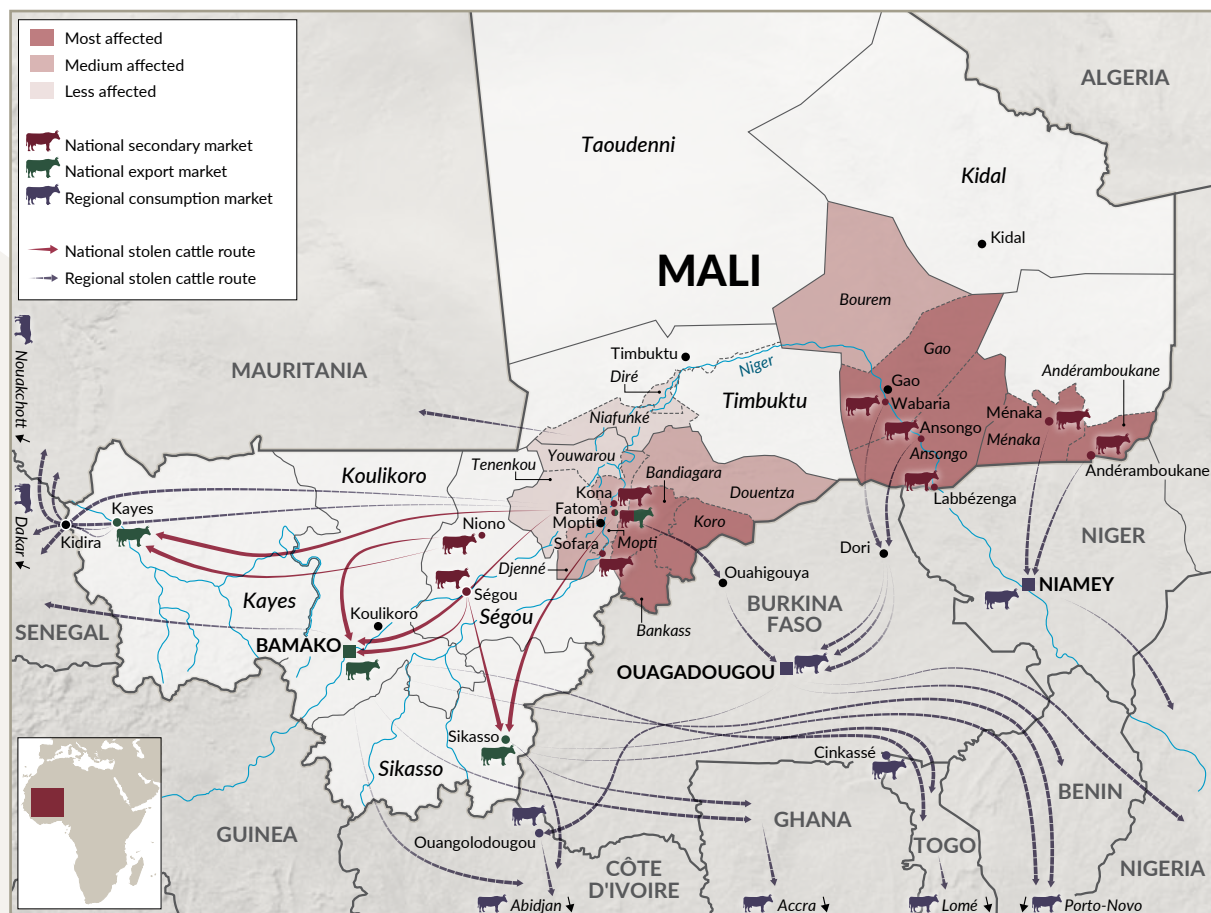 Most affected
Medium affected
Less affected
National secondary market
National export market
Regional consumption market
National stolen cattle route
Regional stolen cattle route
ALGERIA
Taoudenni
Kidal
Kidal
MALI
Bourem
Nouakchott
MAURITANIA
Timbuktu
Niger
Diré
Timbuktu
Gao
Gao
Wabaria
Andéramboukane
Niafunké
Ménaka
Ansongo
Ménaka
Koulikoro
Tenenkou
Youwarou
Bandiagara
Ansongo
Andéramboukane
Dakar
Kayes
Kona
Douentza
Labbézenga
Fatoma
Kidira
Niono
Mopti
Koro
Sofara
Mopti
Dori
NIGER
Djenné
Ouahigouya
NIAMEY
Kayes
Ségou
Koulikoro
Ségou
BURKINA
FASO
SENEGAL
BAMAKO
Bankass
OUAGADOUGOU
Sikasso
Sikasso
Cinkassé
BENIN
GUINEA
Ouangolodougou
GHANA
TOGO
CÔTE
D'IVOIRE
NIGERIA
Abidjan
Accra
Lomé
Porto-Novo